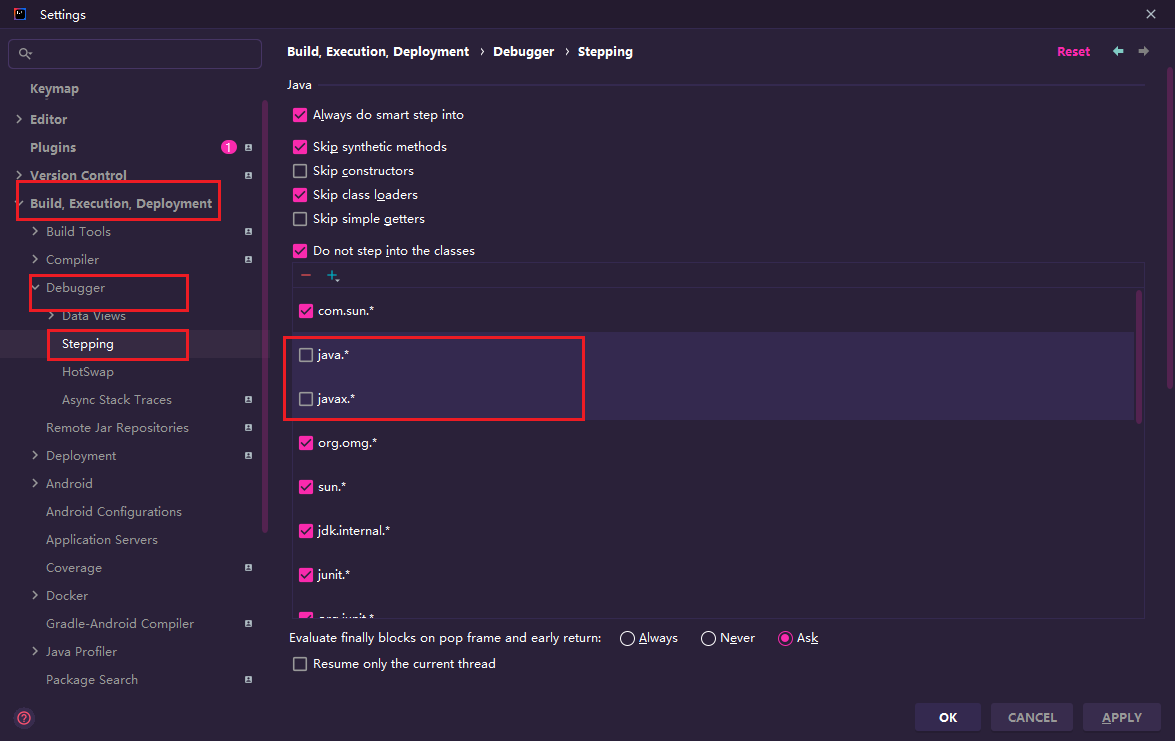 Settings
Build, Execution, Deployment › Debugger › Stepping
Reset
Keymap
Editor
Plugins 1
Version Control
Build, Execution, Deployment
Build Tools
Compiler
Debugger
Data Views
Stepping
HotSwap
Async Stack Traces
Remote Jar Repositories
Deployment
Android
Android Configurations
Application Servers
Coverage
Docker
Gradle-Android Compiler
Java Profiler
Package Search
Java
Always do smart step into
Skip synthetic methods
Skip constructors
Skip class loaders
Skip simple getters
Do not step into the classes
com.sun.*
java.*
javax.*
org.omg.*
sun.*
jdk.internal.*
junit.*
org.junit.*
Evaluate finally blocks on pop frame and early return: Always Never Ask
Resume only the current thread
? OK CANCEL APPLY